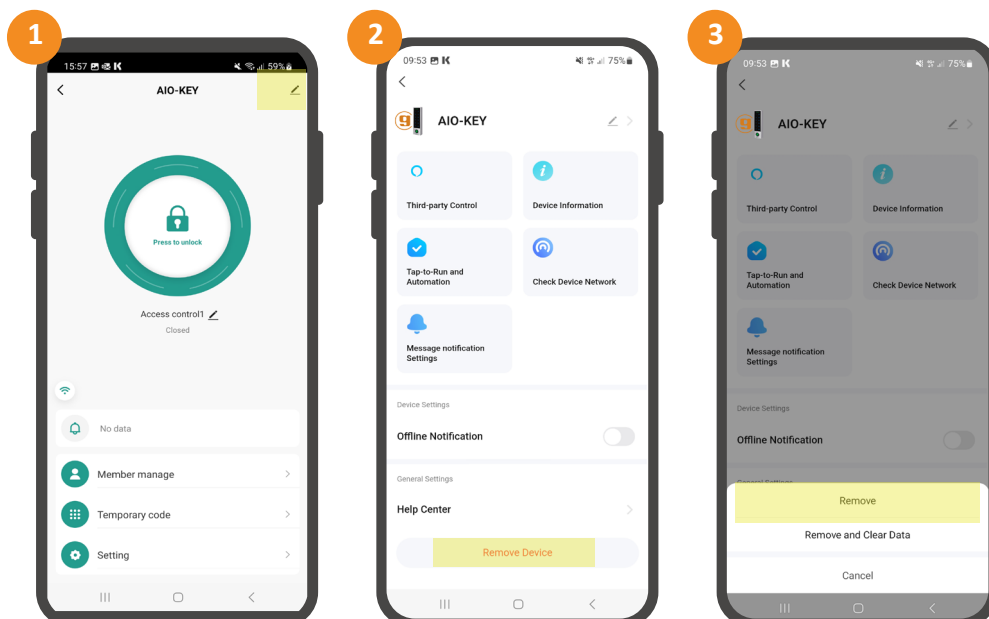 1
15:57 K 59%
AIO-KEY
Press to unlock
Access control1
Closed
No data
Member manage
Temporary code
Setting
2
09:53 K 75%
g AIO-KEY
Third-party Control
Device Information
Tap-to-Run and
Automation
Check Device Network
Message notification
Settings
Device Settings
Offline Notification
General Settings
Help Center
Remove Device
3
09:53 K 75%
g AIO-KEY
Third-party Control
Device Information
Tap-to-Run and
Automation
Check Device Network
Message notification
Settings
Device Settings
Offline Notification
General Settings
Remove
Remove and Clear Data
Cancel